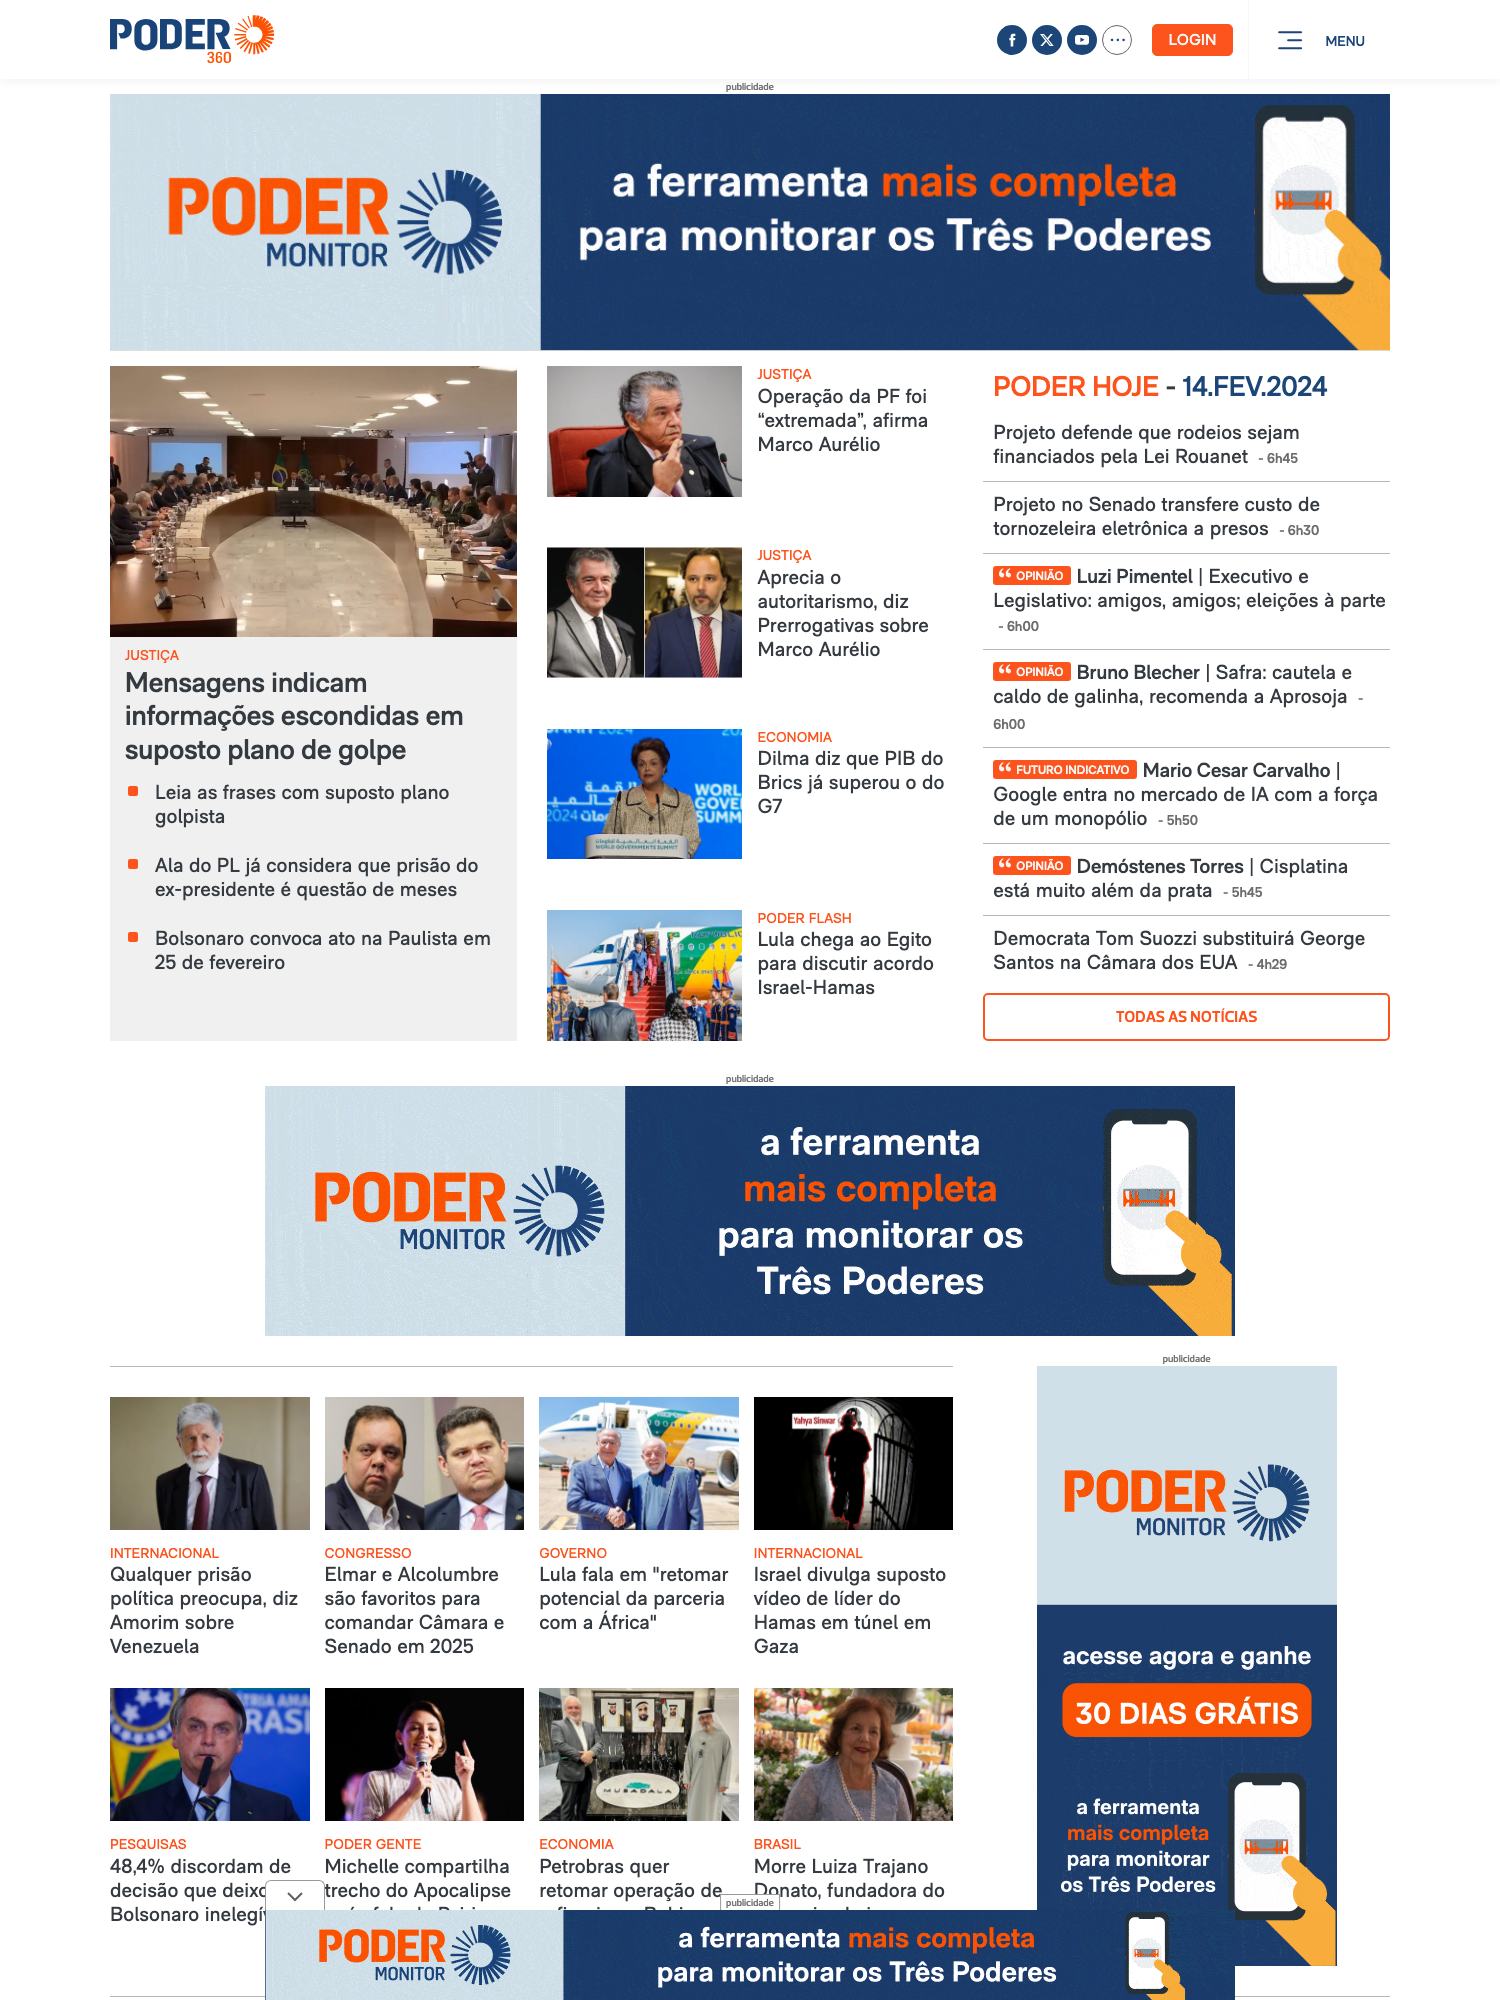 PODER
360
LOGIN
MENU
publicidade
PODER
MONITOR
a ferramenta mais completa
para monitorar os Três Poderes
JUSTIÇA
Mensagens indicam
informações escondidas em
suposto plano de golpe
Leia as frases com suposto plano
golpista
Ala do PL já considera que prisão do
ex-presidente é questão de meses
Bolsonaro convoca ato na Paulista em
25 de fevereiro
JUSTIÇA
Operação da PF foi
“extremada”, afirma
Marco Aurélio
JUSTIÇA
Aprecia o
autoritarismo, diz
Prerrogativas sobre
Marco Aurélio
WORL
GOVER
SUMM
2024
WORLD GOVERNMENTS SUMMIT
ECONOMIA
Dilma diz que PIB do
Brics já superou o do
G7
PODER FLASH
Lula chega ao Egito
para discutir acordo
Israel-Hamas
PODER HOJE - 14.FEV.2024
Projeto defende que rodeios sejam
financiados pela Lei Rouanet - 6h45
Projeto no Senado transfere custo de
tornozeleira eletrônica a presos - 6h30
“ OPINIÃO Luzi Pimentel | Executivo e
Legislativo: amigos, amigos; eleições à parte
- 6h00
“ OPINIÃO Bruno Blecher | Safra: cautela e
caldo de galinha, recomenda a Aprosoja -
6h00
“ FUTURO INDICATIVO Mario Cesar Carvalho |
Google entra no mercado de IA com a força
de um monopólio - 5h50
“ OPINIÃO Demóstenes Torres | Cisplatina
está muito além da prata - 5h45
Democrata Tom Suozzi substituirá George
Santos na Câmara dos EUA - 4h29
TODAS AS NOTÍCIAS
publicidade
PODER
MONITOR
a ferramenta
mais completa
para monitorar os
Três Poderes
INTERNACIONAL
Qualquer prisão
política preocupa, diz
Amorim sobre
Venezuela
CONGRESSO
Elmar e Alcolumbre
são favoritos para
comandar Câmara e
Senado em 2025
GOVERNO
Lula fala em "retomar
potencial da parceria
com a África"
Yahya Sinwar
INTERNACIONAL
Israel divulga suposto
vídeo de líder do
Hamas em túnel em
Gaza
PESQUISAS
48,4% discordam de
decisão que deixo
Bolsonaro inelegív
PODER GENTE
Michelle compartilha
trecho do Apocalipse
MUBADALA
ECONOMIA
Petrobras quer
retomar operação de
BRASIL
Morre Luiza Trajano
Donato, fundadora do
publicidade
PODER
MONITOR
acesse agora e ganhe
30 DIAS GRÁTIS
a ferramenta
mais completa
para monitorar
os Três Poderes
publicidade
PODER
MONITOR
a ferramenta mais completa
para monitorar os Três Poderes